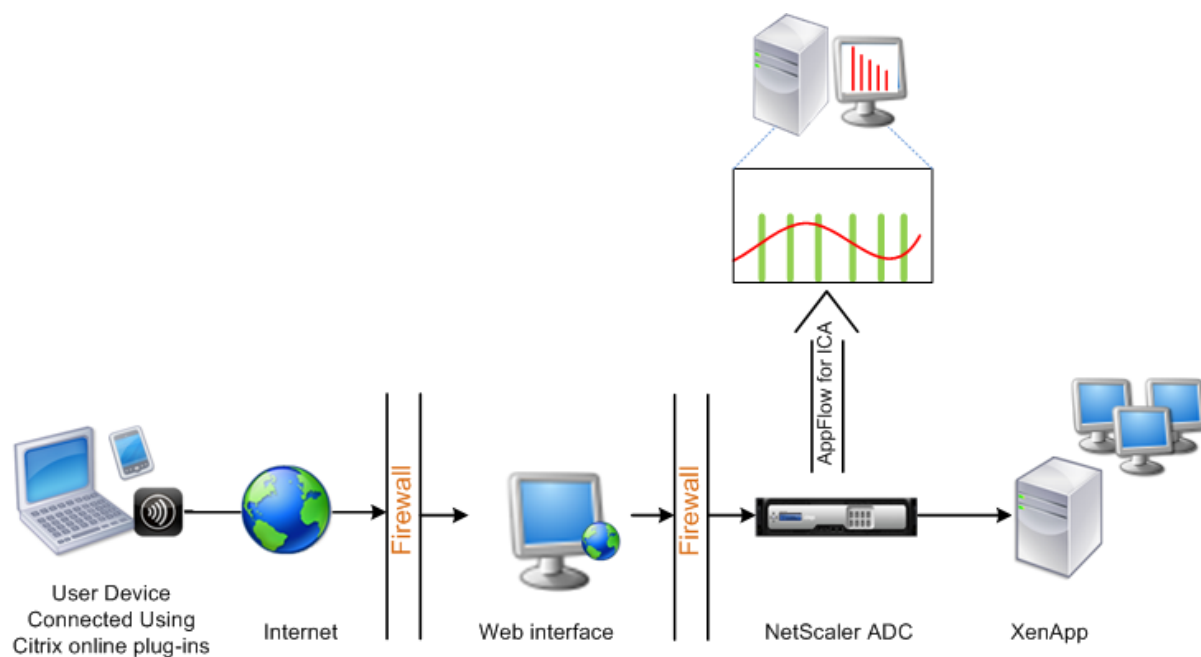 AppFlow for ICA
Firewall
Firewall
User Device
Connected Using
Citrix online plug-ins
Internet
Web interface
NetScaler ADC
XenApp